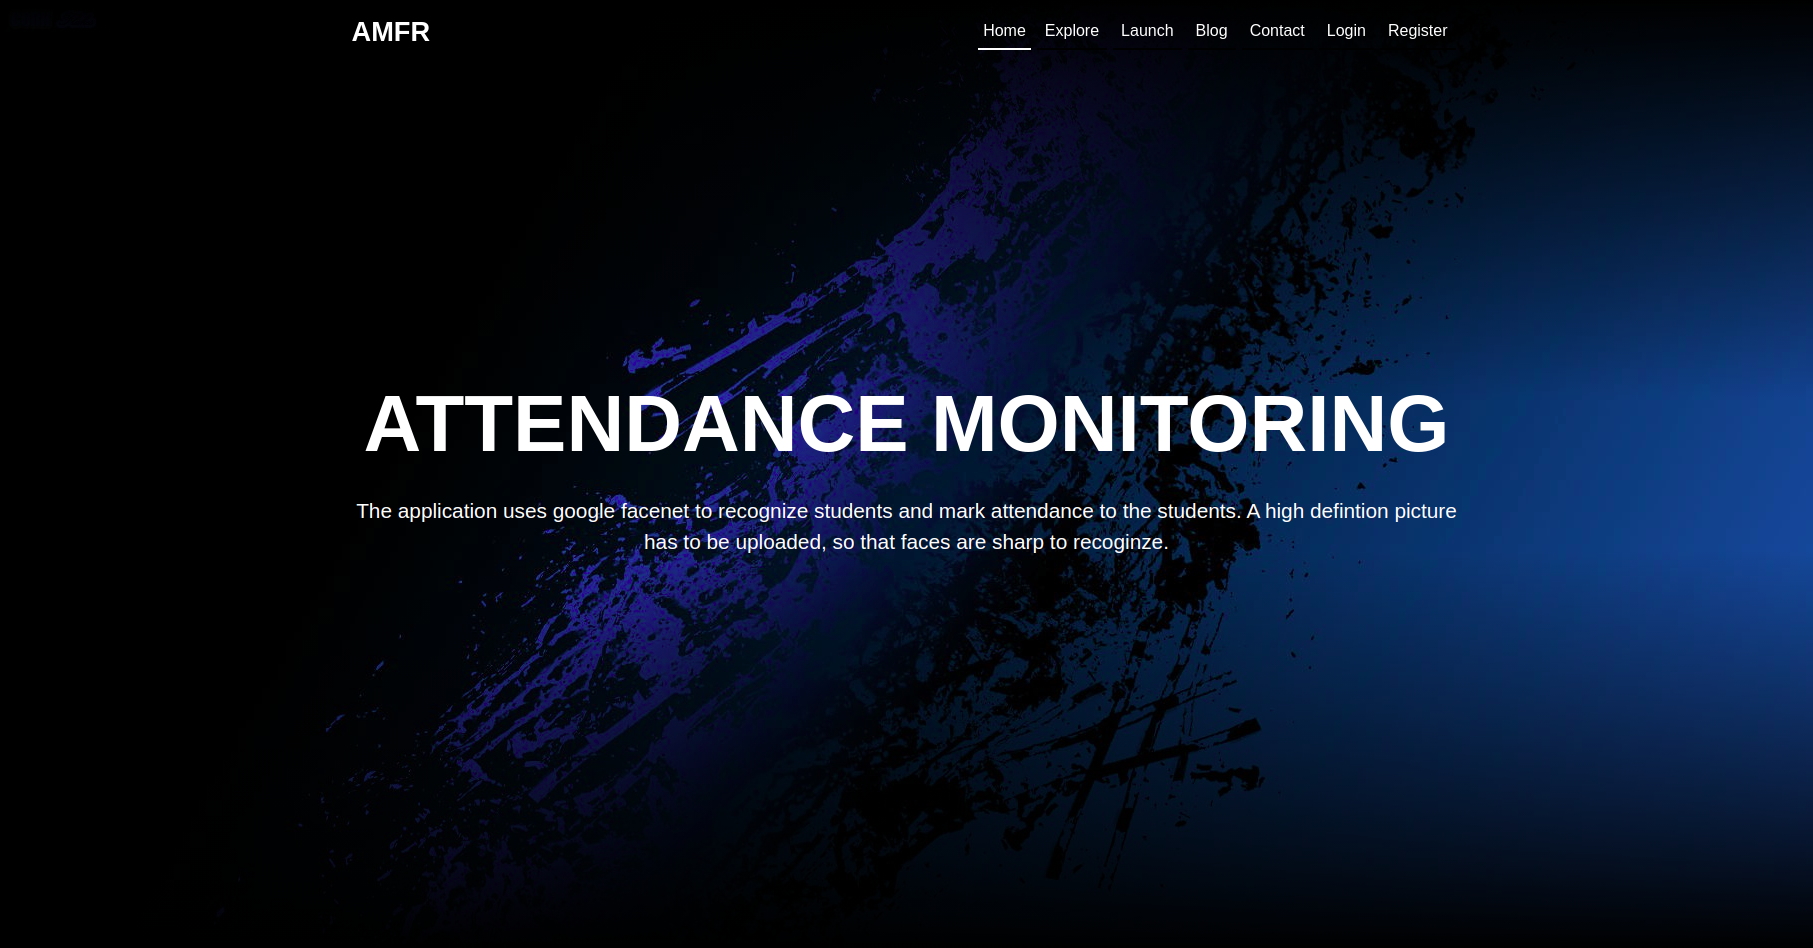 AMFR
Home Explore Launch Blog Contact Login Register
ATTENDANCE MONITORING
The application uses google facenet to recognize students and mark attendance to the students. A high defintion picture
has to be uploaded, so that faces are sharp to recoginze.